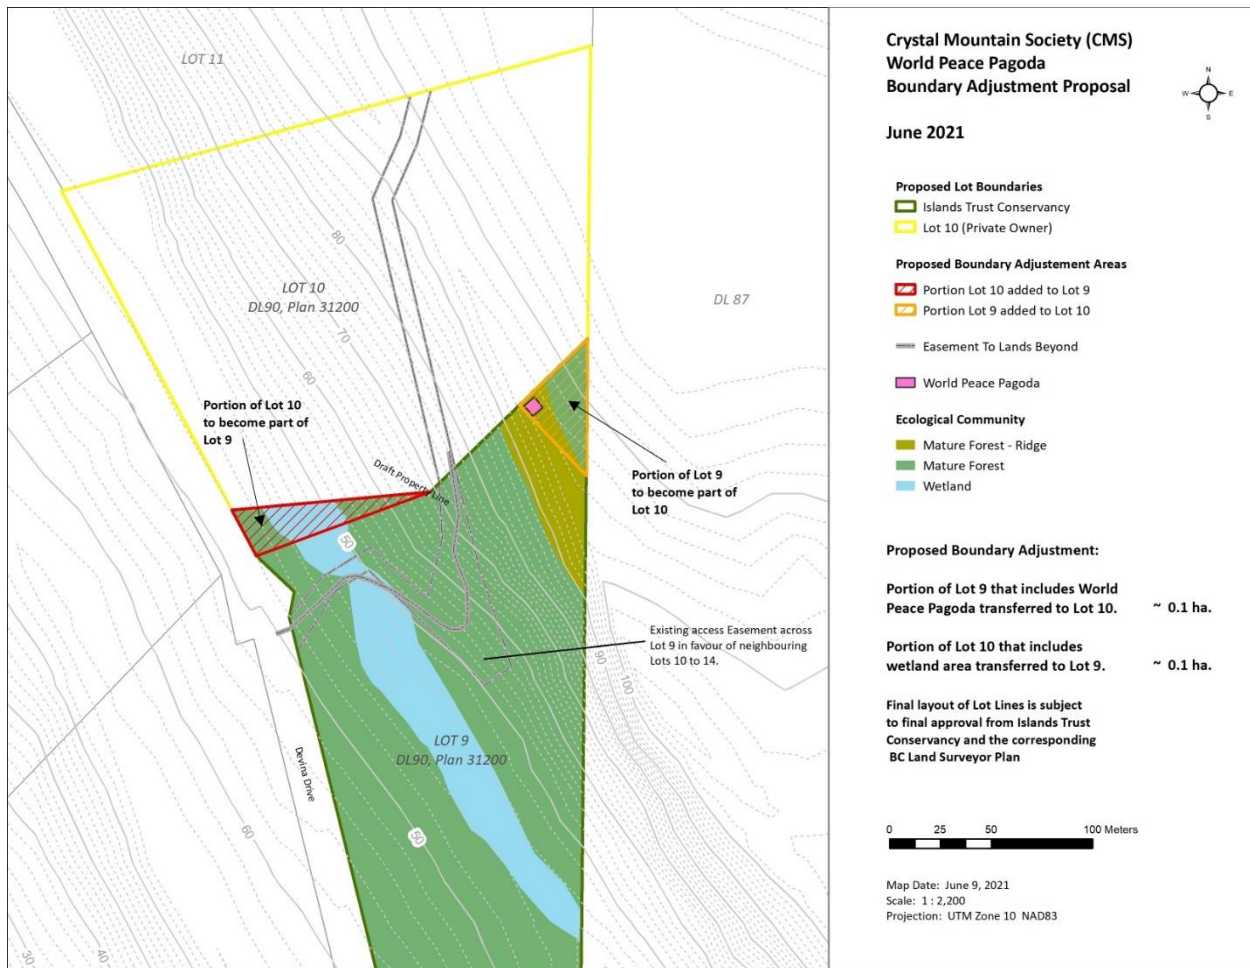 LOT 11
80
LOT 10
DL90, Plan 31200
DL 87
70
60
Portion of Lot 10
to become part of
Lot 9
Draft Property Line
Portion of Lot 9
to become part of
Lot 10
50
Existing access Easement across
Lot 9 in favour of neighbouring
Lots 10 to 14.
90
100
LOT 9
DL90, Plan 31200
Devina Drive
60
50
40
30
Crystal Mountain Society (CMS)
World Peace Pagoda
Boundary Adjustment Proposal
N
W
E
S
June 2021
Proposed Lot Boundaries
Islands Trust Conservancy
Lot 10 (Private Owner)
Proposed Boundary Adjustement Areas
Portion Lot 10 added to Lot 9
Portion Lot 9 added to Lot 10
Easement To Lands Beyond
World Peace Pagoda
Ecological Community
Mature Forest - Ridge
Mature Forest
Wetland
Proposed Boundary Adjustment:
Portion of Lot 9 that includes World
Peace Pagoda transferred to Lot 10. ~ 0.1 ha.
Portion of Lot 10 that includes
wetland area transferred to Lot 9. ~ 0.1 ha.
Final layout of Lot Lines is subject
to final approval from Islands Trust
Conservancy and the corresponding
BC Land Surveyor Plan
0 25 50 100 Meters
Map Date: June 9, 2021
Scale: 1 : 2,200
Projection: UTM Zone 10 NAD83